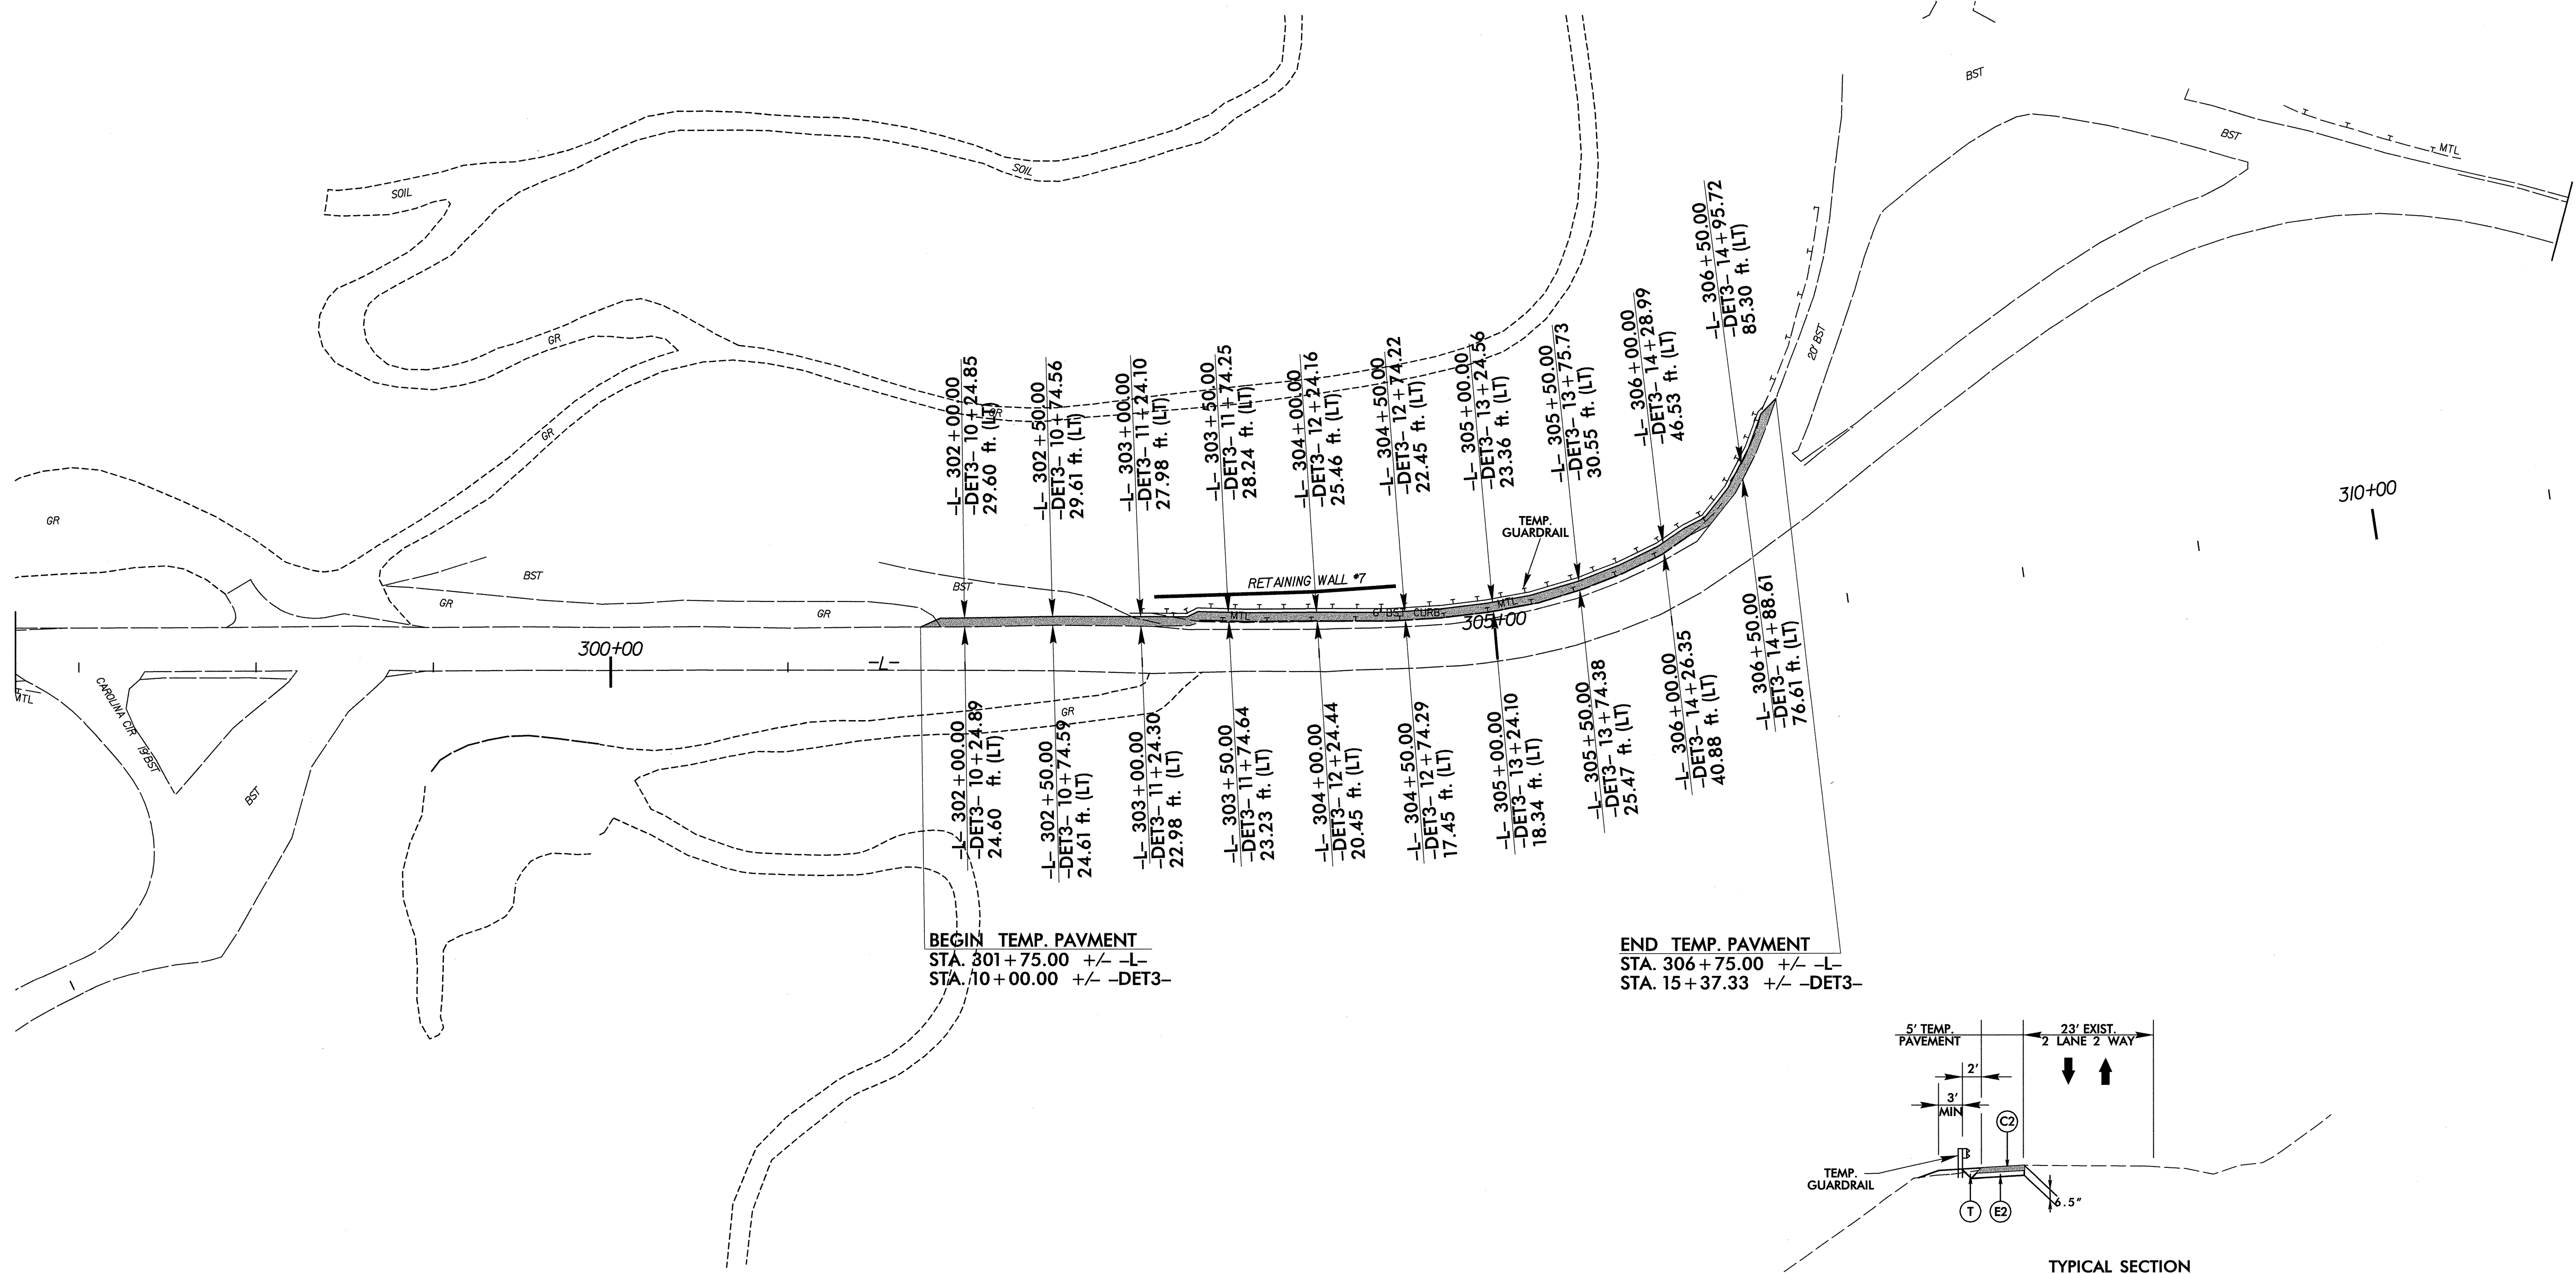 BST
BST
MTL
SOIL
SOIL
GR
GR
GR
GR
-L- 302+00.00
-DET3- 10+24.85
29.60 ft. (LT)
-L- 302+50.00
-DET3- 10+74.56
29.61 ft. (LT)
-L- 303+00.00
-DET3- 11+24.10
27.98 ft. (LT)
-L- 303+50.00
-DET3- 11+74.25
28.24 ft. (LT)
-L- 304+00.00
-DET3- 12+24.16
25.46 ft. (LT)
-L- 304+50.00
-DET3- 12+74.22
22.45 ft. (LT)
-L- 305+00.00
-DET3- 13+24.56
23.36 ft. (LT)
-L- 305+50.00
-DET3- 13+75.73
30.55 ft. (LT)
-L- 306+00.00
-DET3- 14+28.99
46.53 ft. (LT)
-L- 306+50.00
-DET3- 14+95.72
85.30 ft. (LT)
20' BST
310+00
TEMP.
GUARDRAIL
BST
BST
RETAINING WALL #7
GR
GR
MTL
G BST CURB
MTL
305+00
300+00
-L-
MTL
CAROLINA CIR 19' BST
BST
GR
-L- 302+00.00
-DET3- 10+24.89
24.60 ft. (LT)
-L- 302+50.00
-DET3- 10+74.59
24.61 ft. (LT)
-L- 303+00.00
-DET3- 11+24.30
22.98 ft. (LT)
-L- 303+50.00
-DET3- 11+74.64
23.23 ft. (LT)
-L- 304+00.00
-DET3- 12+24.44
20.45 ft. (LT)
-L- 304+50.00
-DET3- 12+74.29
17.45 ft. (LT)
-L- 305+00.00
-DET3- 13+24.10
18.34 ft. (LT)
-L- 305+50.00
-DET3- 13+74.38
25.47 ft. (LT)
-L- 306+00.00
-DET3- 14+26.35
40.88 ft. (LT)
-L- 306+50.00
-DET3- 14+88.61
76.61 ft. (LT)
BEGIN TEMP. PAVMENT
STA. 301+75.00 +/- -L-
STA. 10+00.00 +/- -DET3-
END TEMP. PAVMENT
STA. 306+75.00 +/- -L-
STA. 15+37.33 +/- -DET3-
5' TEMP.
PAVEMENT
23' EXIST.
2 LANE 2 WAY
2'
3'
MIN
C2
TEMP.
GUARDRAIL
T
E2
6.5"
TYPICAL SECTION